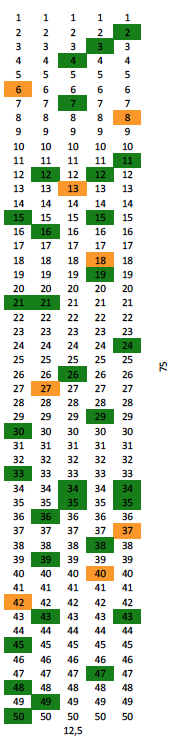 1 1 1 1 1
2 2 2 2 2
3 3 3 3 3
4 4 4 4 4
5 5 5 5 5
6 6 6 6 6
7 7 7 7 7
8 8 8 8 8
9 9 9 9 9
10 10 10 10 10
11 11 11 11 11
12 12 12 12 12
13 13 13 13 13
14 14 14 14 14
15 15 15 15 15
16 16 16 16 16
17 17 17 17 17
18 18 18 18 18
19 19 19 19 19
20 20 20 20 20
21 21 21 21 21
22 22 22 22 22
23 23 23 23 23
24 24 24 24 24
25 25 25 25 25
26 26 26 26 26
27 27 27 27 27
28 28 28 28 28
29 29 29 29 29
30 30 30 30 30
31 31 31 31 31
32 32 32 32 32
33 33 33 33 33
34 34 34 34 34
35 35 35 35 35
36 36 36 36 36
37 37 37 37 37
38 38 38 38 38
39 39 39 39 39
40 40 40 40 40
41 41 41 41 41
42 42 42 42 42
43 43 43 43 43
44 44 44 44 44
45 45 45 45 45
46 46 46 46 46
47 47 47 47 47
48 48 48 48 48
49 49 49 49 49
50 50 50 50 50
12,5
75